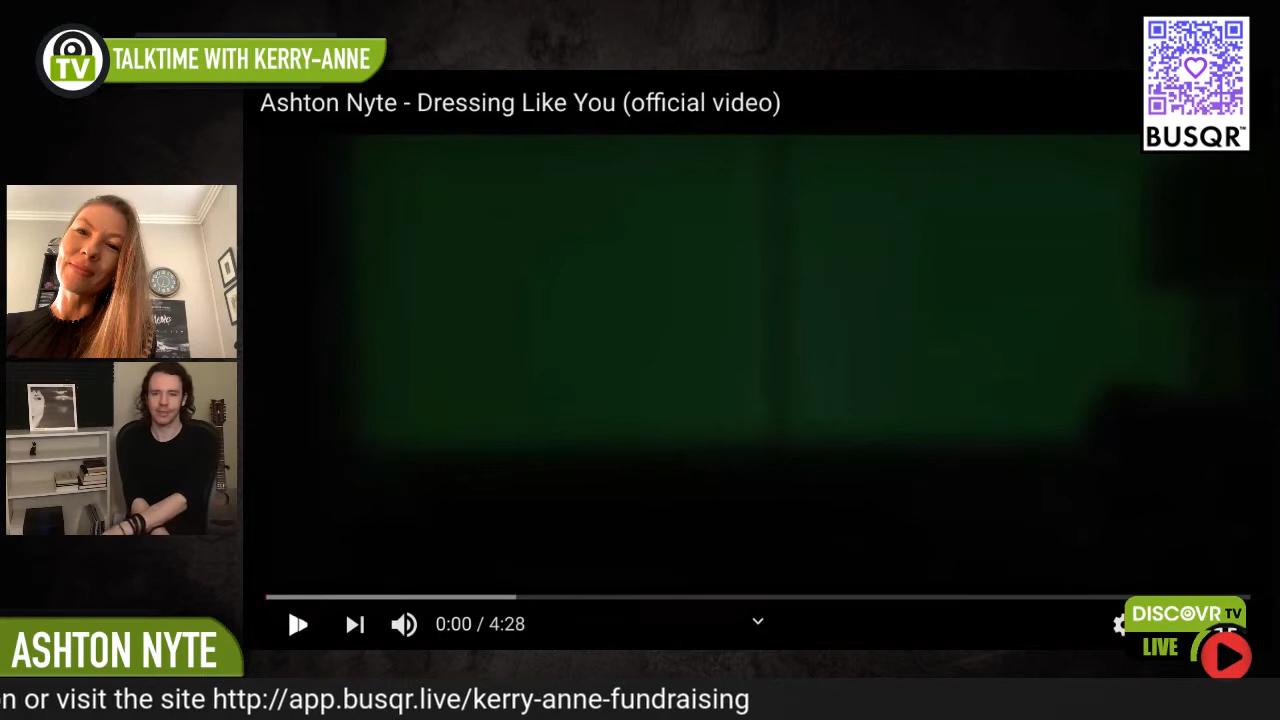 TV
TALKTIME WITH KERRY-ANNE
BUSQR™
Ashton Nyte - Dressing Like You (official video)
0:00 / 4:28
DISCOVR TV
LIVE
ASHTON NYTE
n or visit the site http://app.busqr.live/kerry-anne-fundraising